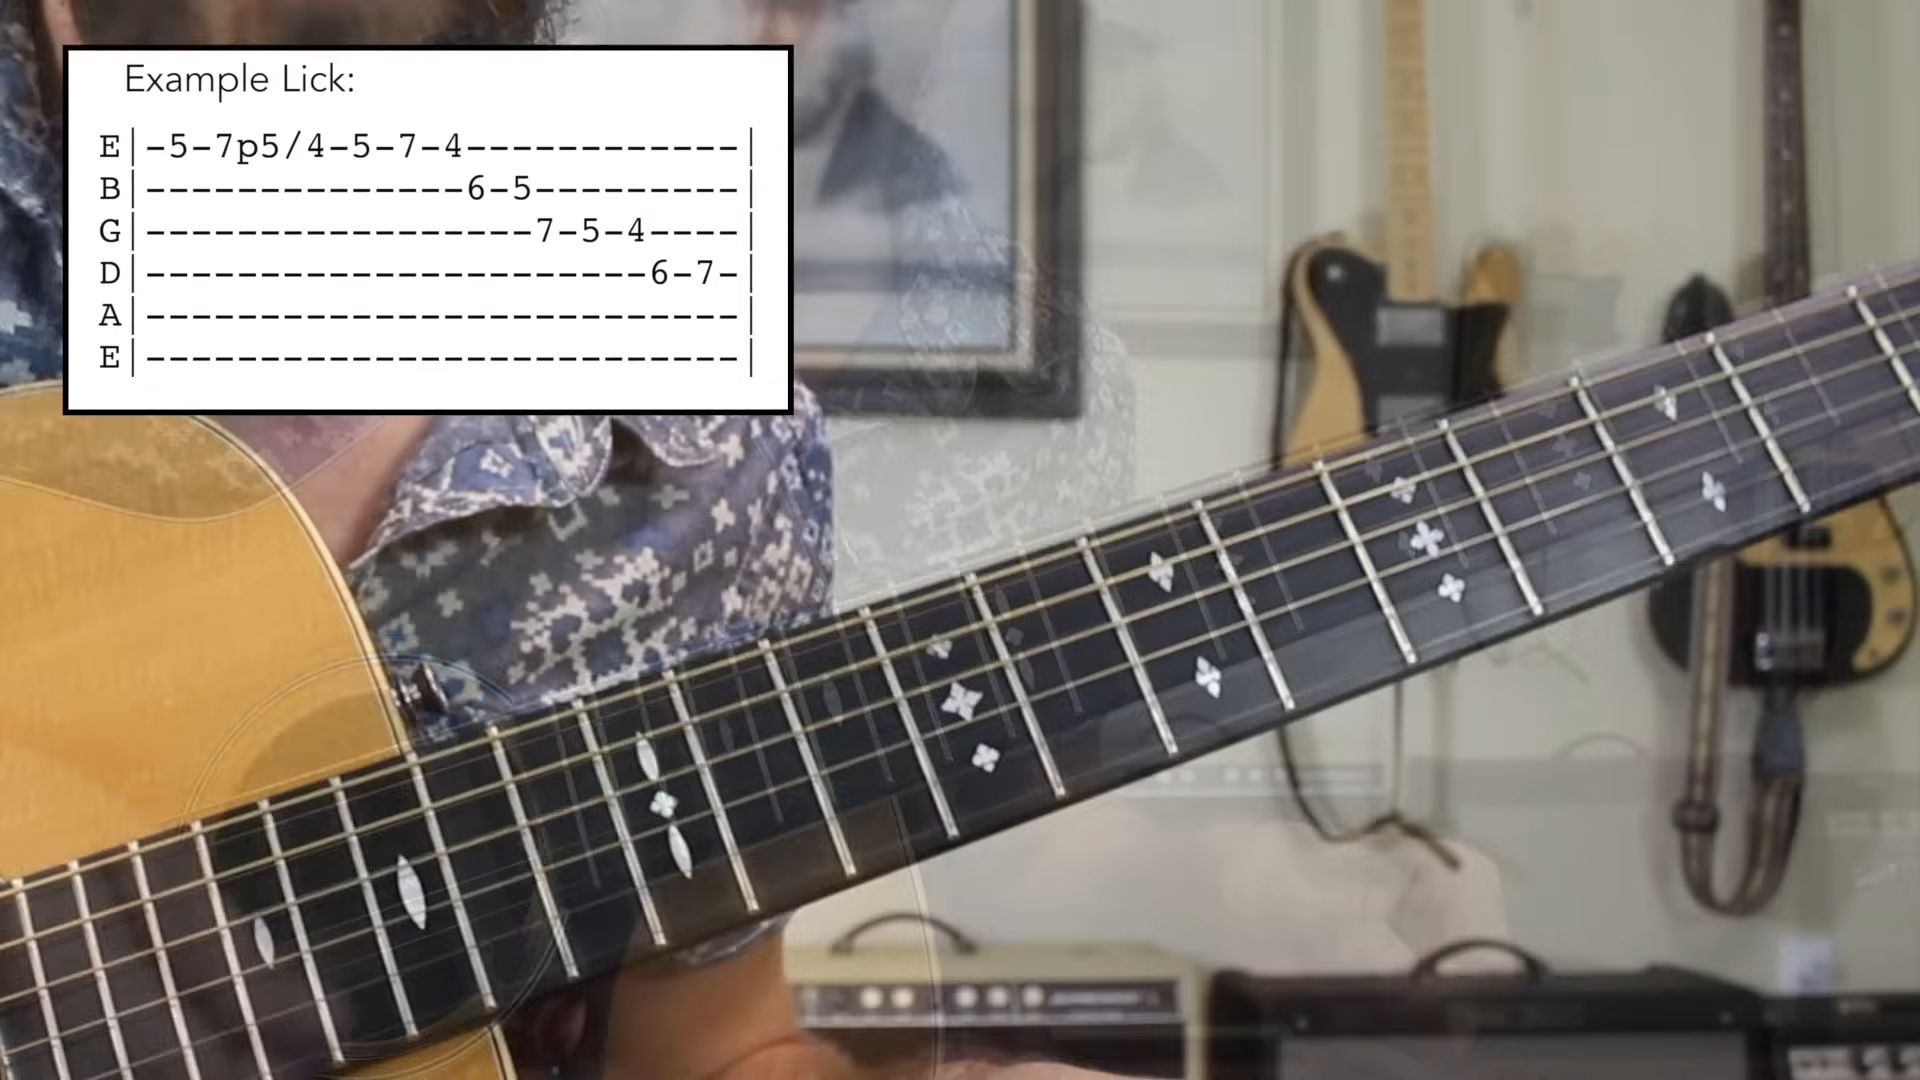 Example Lick:
E|-5-7p5/4-5-7-4------------|
B|--------------6-5---------|
G|-----------------7-5-4----|
D|----------------------6-7-|
A|--------------------------|
E|--------------------------|